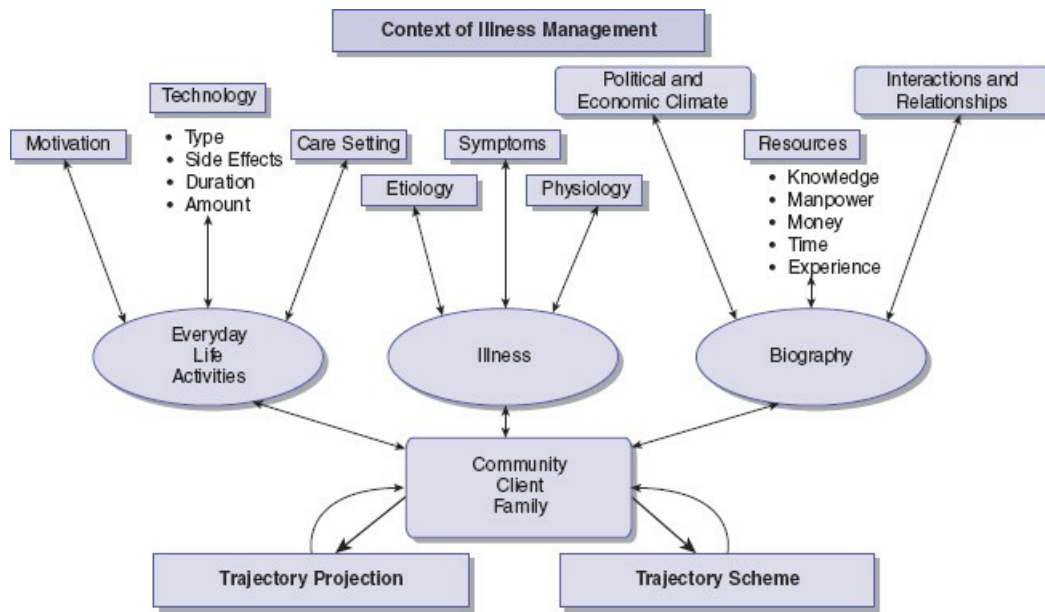 Context of Illness Management
Political and
Economic Climate
Interactions and
Relationships
Technology
• Type
• Side Effects
• Duration
• Amount
Motivation
Care Setting
Symptoms
Etiology
Physiology
Resources
• Knowledge
• Manpower
• Money
• Time
• Experience
Everyday
Life
Activities
Illness
Biography
Community
Client
Family
Trajectory Projection
Trajectory Scheme